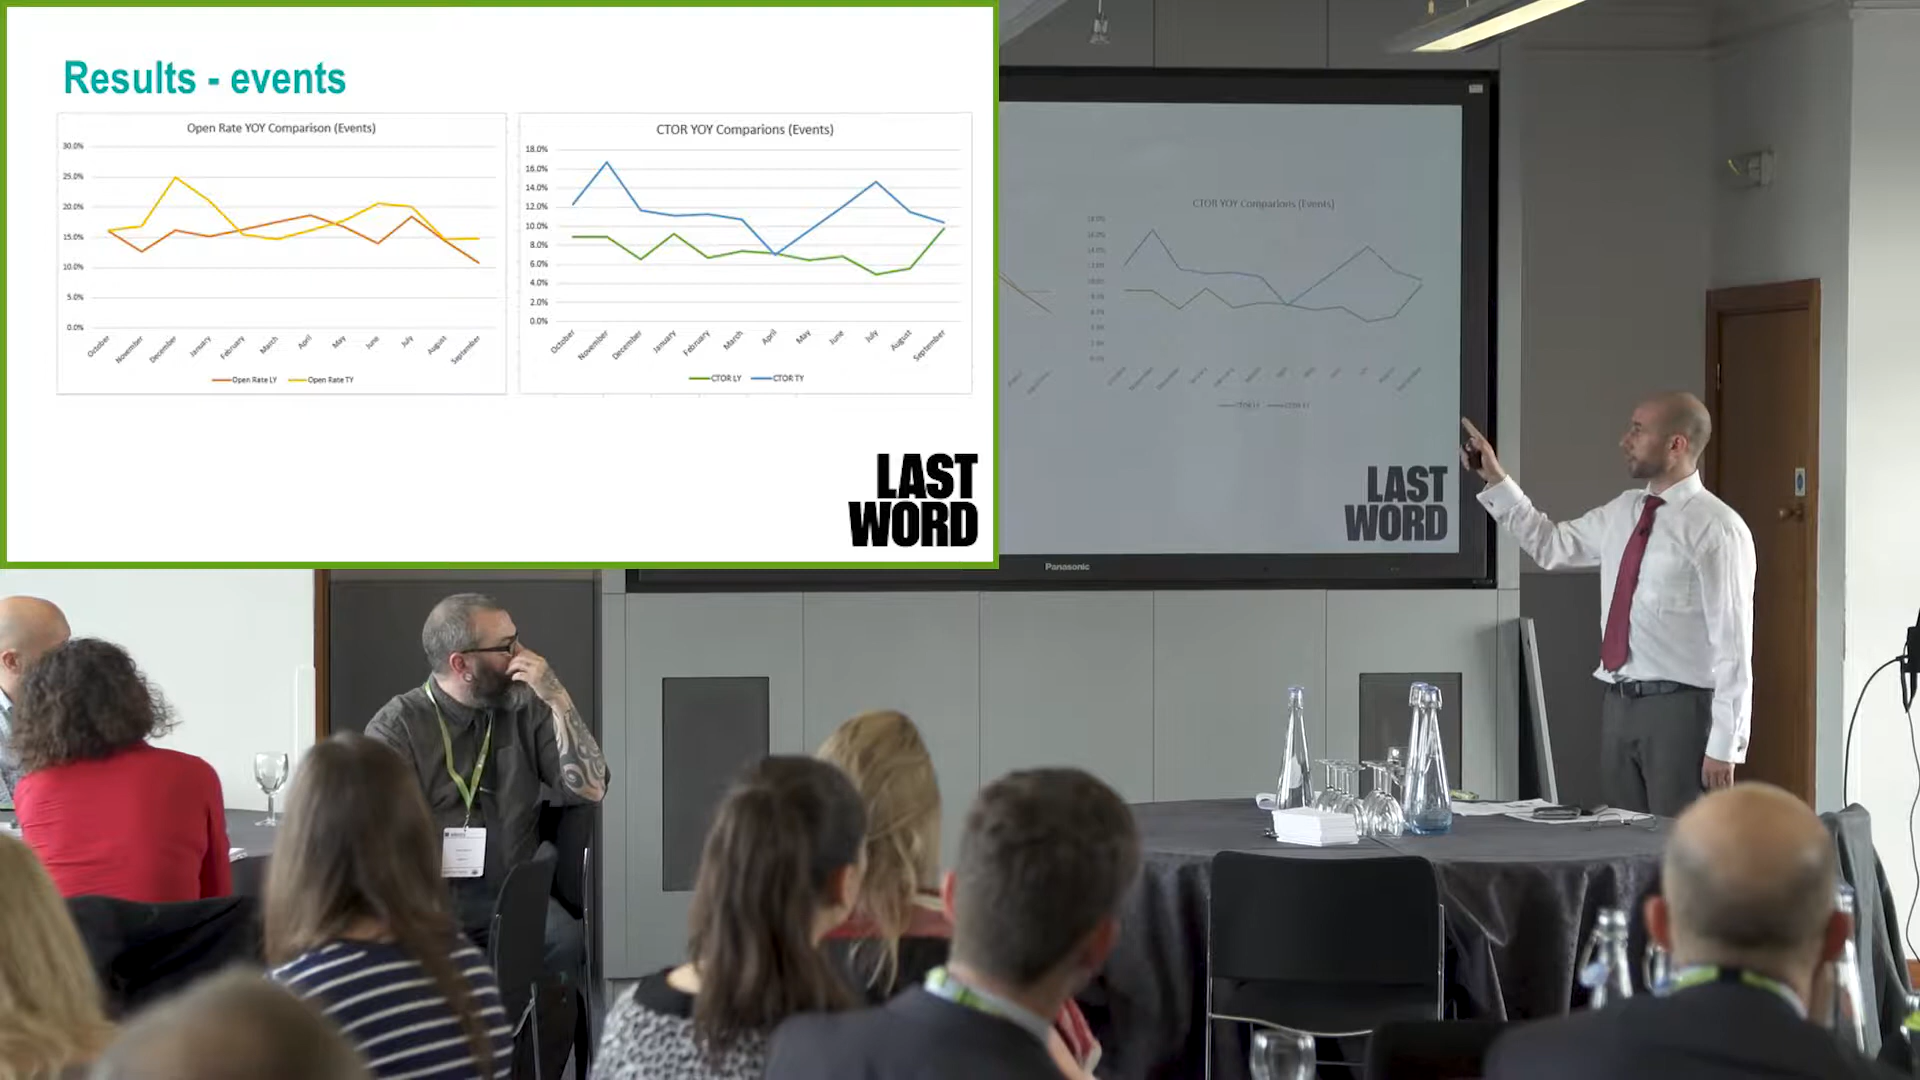 Results - events
Open Rate YOY Comparison (Events)
30.0%
25.0%
20.0%
15.0%
10.0%
5.0%
0.0%
October
November
December
January
February
March
April
May
June
July
August
September
Open Rate LY
Open Rate TY
CTOR YOY Comparions (Events)
18.0%
16.0%
14.0%
12.0%
10.0%
8.0%
6.0%
4.0%
2.0%
0.0%
October
November
December
January
February
March
April
May
June
July
August
September
CTOR LY
CTOR TY
LAST
WORD
CTOR YOY Comparions (Events)
LAST
WORD
Panasonic